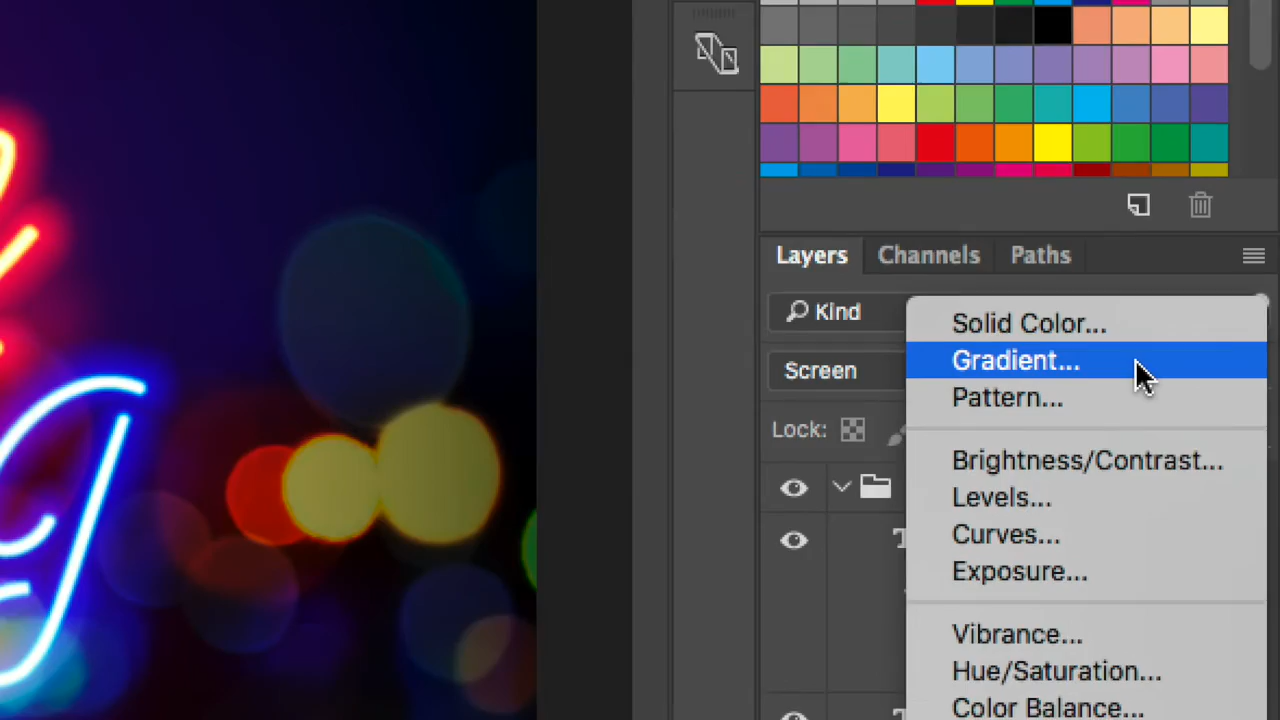 Layers Channels Paths
Kind
Solid Color...
Gradient...
Screen
Pattern...
Lock:
Brightness/Contrast...
Levels...
Curves...
Exposure...
Vibrance...
Hue/Saturation...
Color Balance...